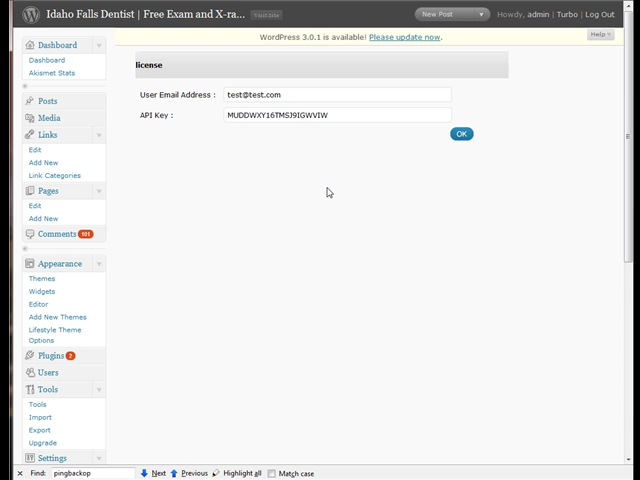 Idaho Falls Dentist | Free Exam and X-ra... Visit Site New Post Howdy, admin | Turbo | Log Out
WordPress 3.0.1 is available! Please update now. Help
Dashboard
Dashboard
Akismet Stats
Posts
Media
Links
Edit
Add New
Link Categories
Pages
Edit
Add New
Comments 101
Appearance
Themes
Widgets
Editor
Add New Themes
Lifestyle Theme
Options
Plugins 2
Users
Tools
Tools
Import
Export
Upgrade
Settings
license
User Email Address : test@test.com
API Key : MUDDWXY16TMSJ9IGWVIW
OK
Find: pingbackop Next Previous Highlight all Match case